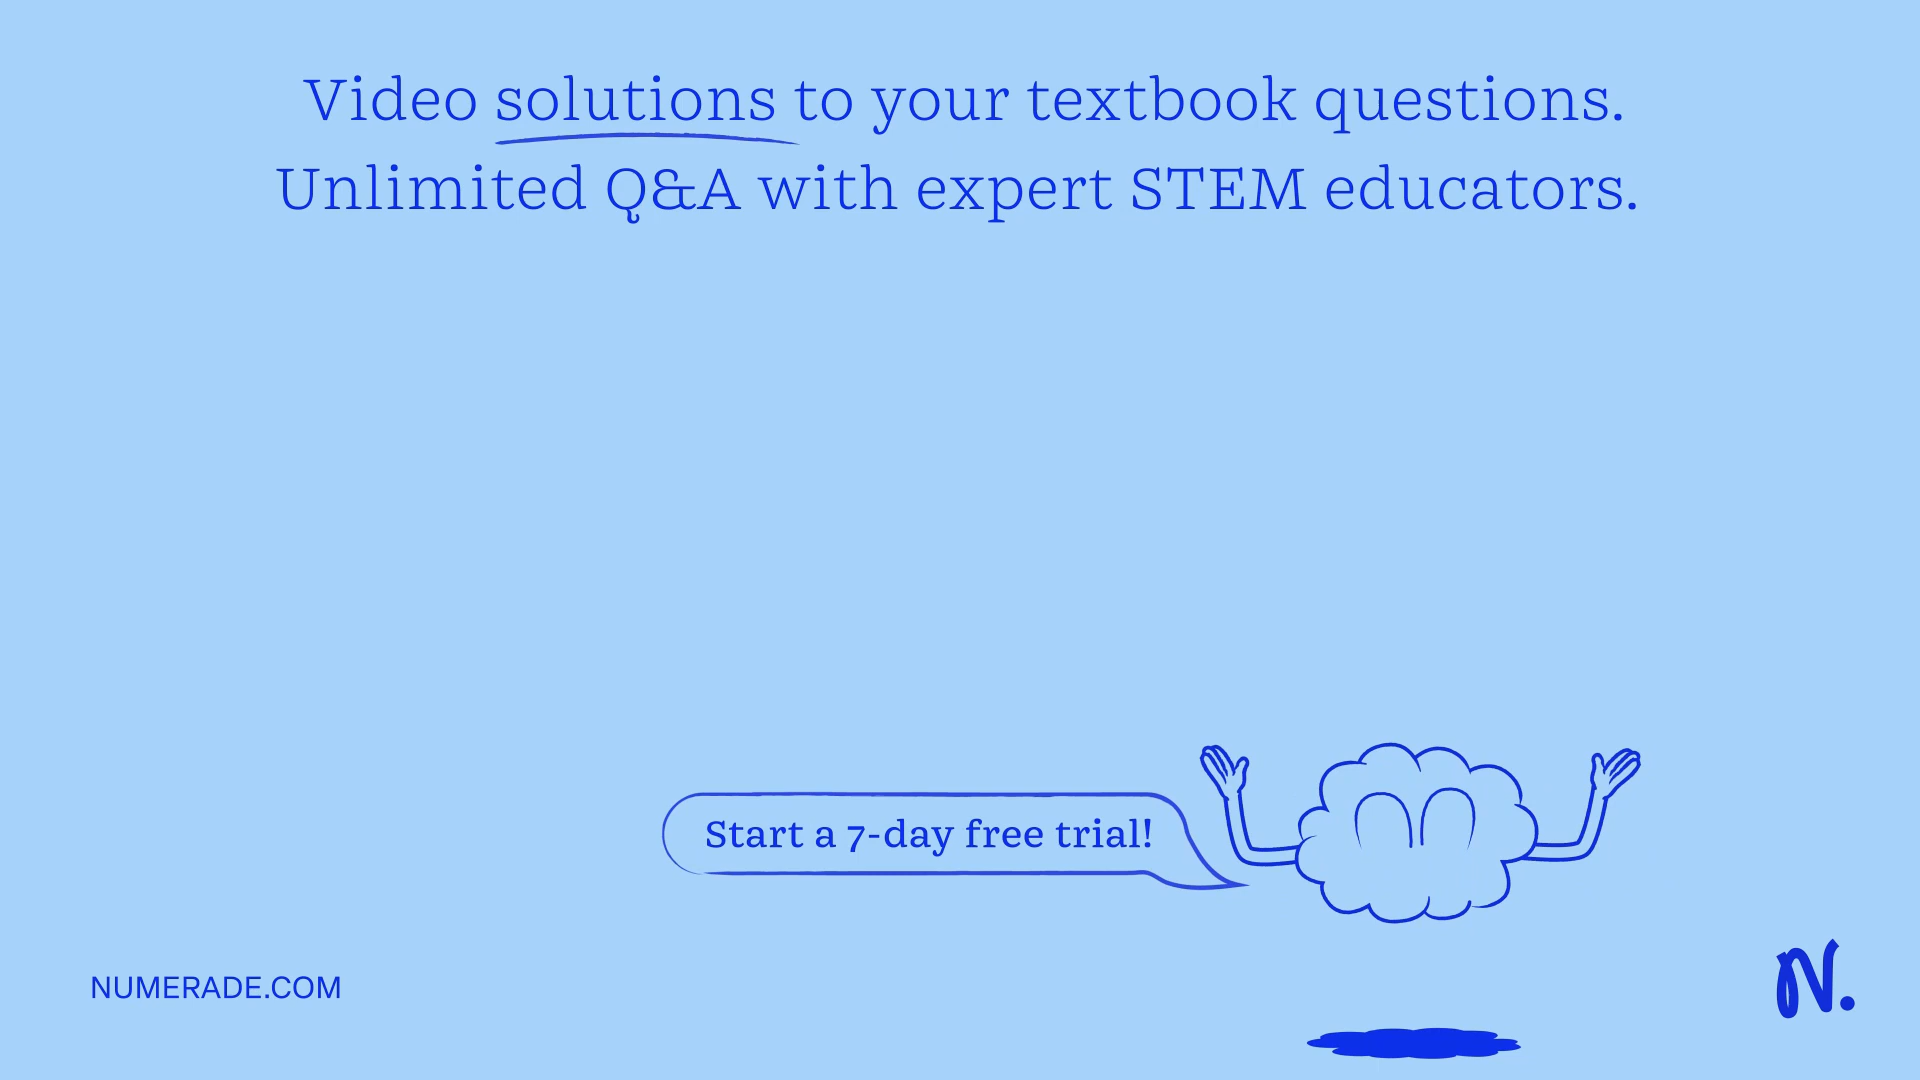 Video solutions to your textbook questions.
Unlimited Q&A with expert STEM educators.
Start a 7-day free trial!
NUMERADE.COM
N.